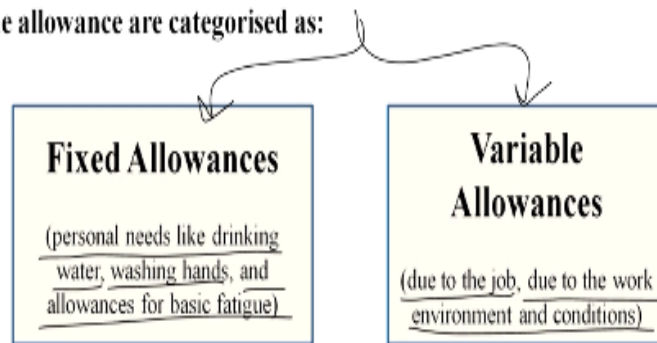 e allowance are categorised as:
Fixed Allowances
(personal needs like drinking
water, washing hands, and
allowances for basic fatigue)
Variable
Allowances
(due to the job, due to the work
environment and conditions)